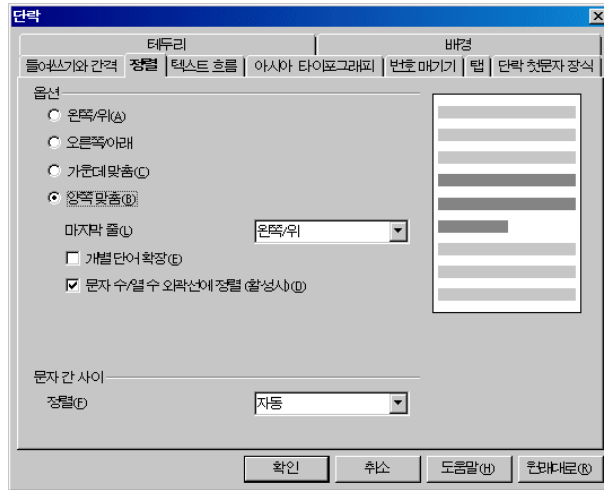 단락
테두리 배경
들여쓰기와 간격 정렬 텍스트 흐름 아시아 타이포그래피 번호 매기기 탭 단락 첫문자 장식
옵션
왼쪽/위(A)
오른쪽/아래
가운데 맞춤(C)
양쪽 맞춤(B)
마지막 줄(L) 왼쪽/위
개별 단어 확장(E)
문자 수/열 수 외곽선에 정렬 (활성시)(D)
문자 간 사이
정렬(F) 자동
확인 취소 도움말(H) 원래대로(R)